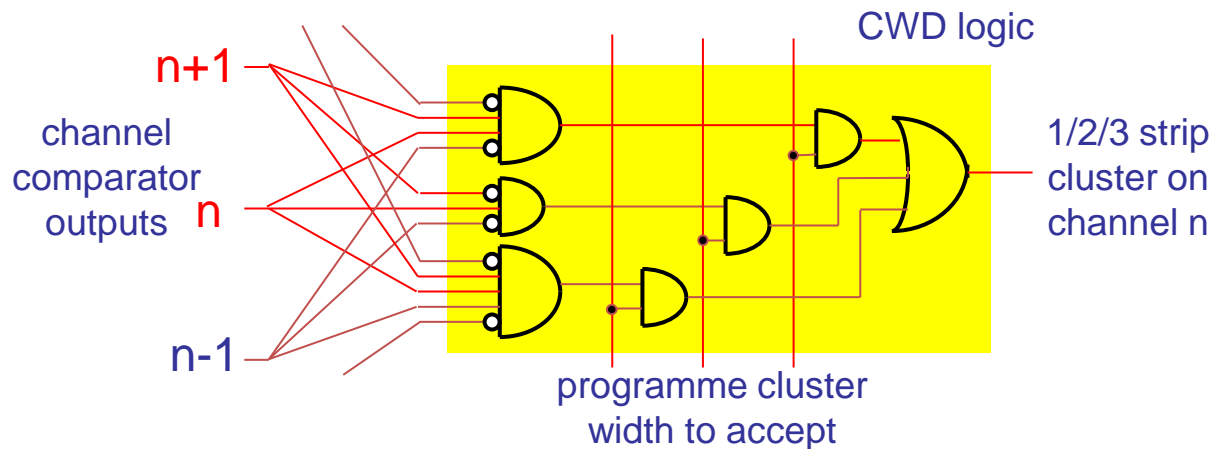 CWD logic
n+1
channel
comparator
outputs
n
n-1
1/2/3 strip
cluster on
channel n
programme cluster
width to accept